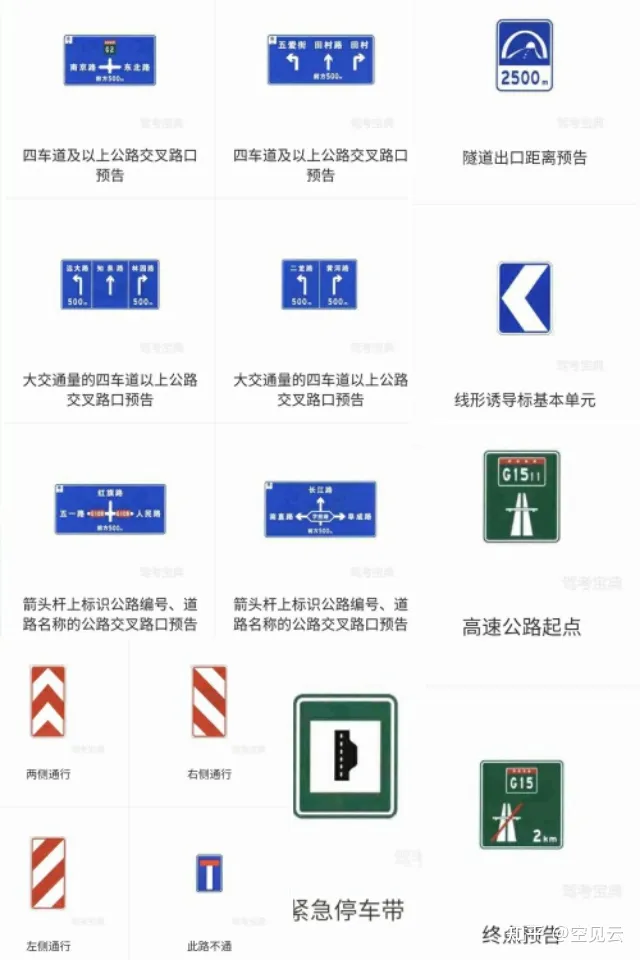 G2
南京路
东北路
前方500m
四车道及以上公路交叉路口
预告
五爱街 田村路 田村
前方500m
四车道及以上公路交叉路口
预告
2500m
隧道出口距离预告
远大路 知泉路 林园路
500m
500m
大交通量的四车道以上公路
交叉路口预告
二龙路 黄河路
500m 500m
大交通量的四车道以上公路
交叉路口预告
线形诱导标基本单元
红旗路
五一路
人民路
前方500m
箭头杆上标识公路编号、道
路名称的公路交叉路口预告
长江路
阜成路
前方500m
箭头杆上标识公路编号、道
路名称的公路交叉路口预告
G1511
高速公路起点
两侧通行
右侧通行
左侧通行
此路不通
紧急停车带
G15
2km
终点预告
驾考宝典
知乎 @空见云